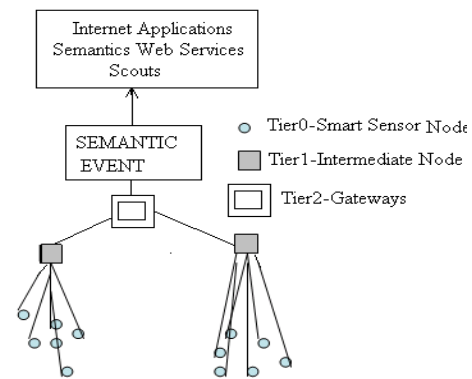 Internet Applications
Semantics Web Services
Scouts
SEMANTIC
EVENT
Tier0-Smart Sensor Node
Tier1-Intermediate Node
Tier2-Gateways